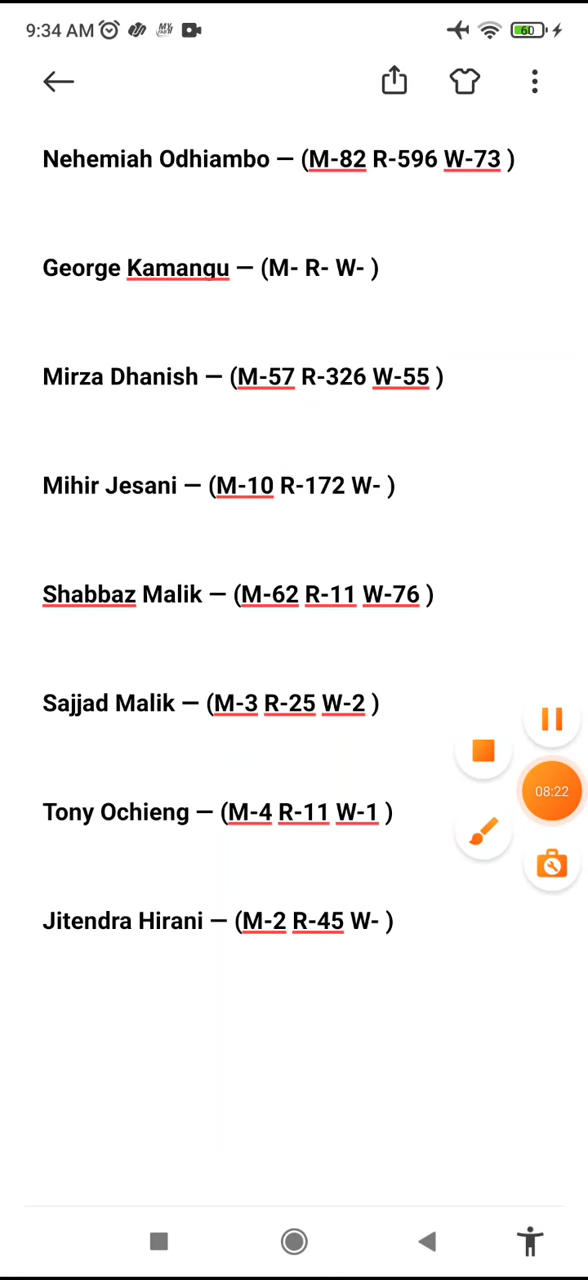 9:34 AM
60
Nehemiah Odhiambo — (M-82 R-596 W-73 )
George Kamangu — (M- R- W- )
Mirza Dhanish — (M-57 R-326 W-55 )
Mihir Jesani — (M-10 R-172 W- )
Shabbaz Malik — (M-62 R-11 W-76 )
Sajjad Malik — (M-3 R-25 W-2 )
08:22
Tony Ochieng — (M-4 R-11 W-1 )
Jitendra Hirani — (M-2 R-45 W- )